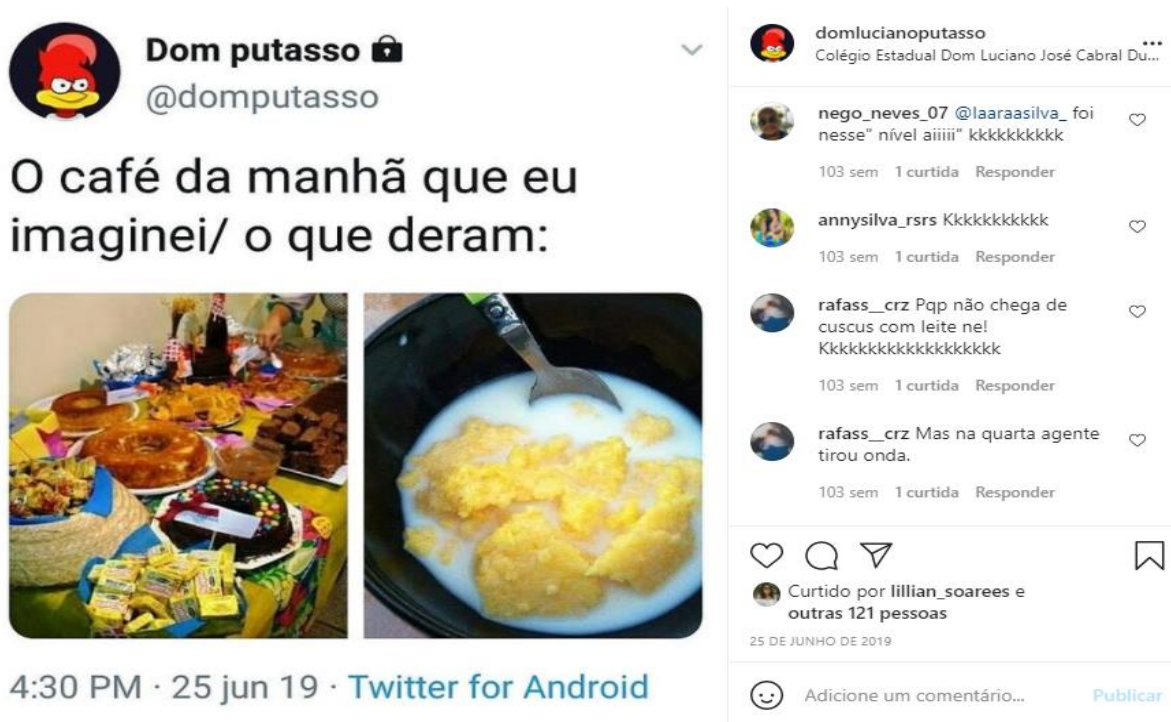 Dom putasso
@domputasso
O café da manhã que eu
imaginei/ o que deram:
4:30 PM · 25 jun 19 · Twitter for Android
domlucianoputasso
Colégio Estadual Dom Luciano José Cabral Du...
nego_neves_07 @laaraasilva_ foi
nesse" nível aiiiii" kkkkkkkkkk
103 sem 1 curtida Responder
annysilva_rsrs Kkkkkkkkkkk
103 sem 1 curtida Responder
rafass__crz Pqp não chega de
cuscus com leite ne!
Kkkkkkkkkkkkkkkkkkk
103 sem 1 curtida Responder
rafass__crz Mas na quarta agente
tirou onda.
103 sem 1 curtida Responder
Curtido por lillian_soarees e
outras 121 pessoas
25 DE JUNHO DE 2019
Adicione um comentário... Publicar